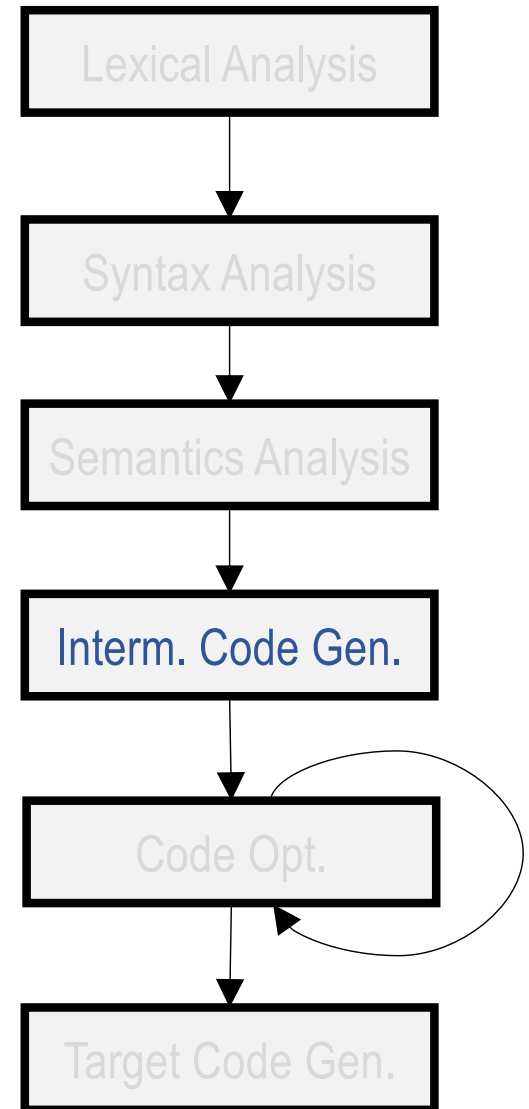 Lexical Analysis
Syntax Analysis
Semantics Analysis
Interm. Code Gen.
Code Opt.
Target Code Gen.